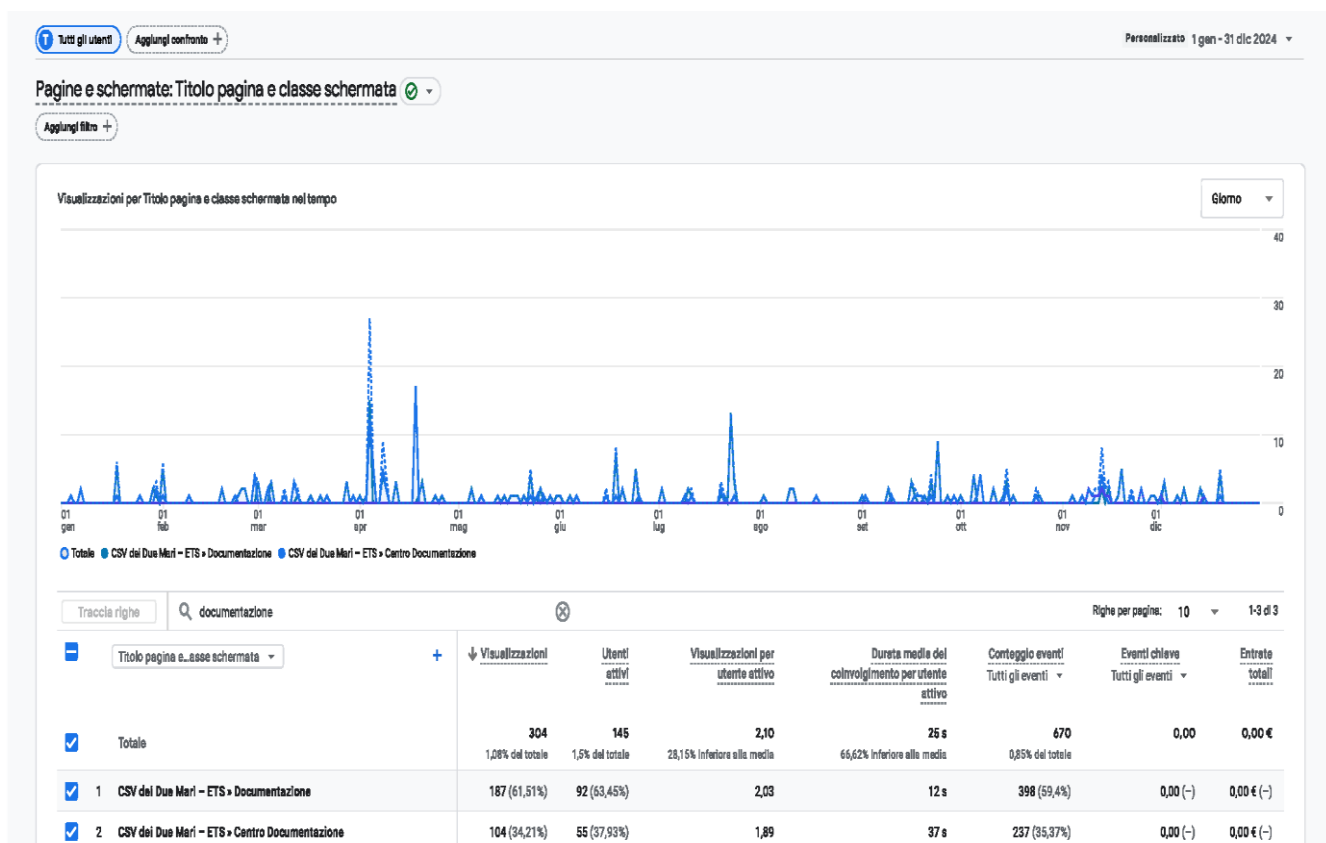 T Tutti gli utenti Aggiungi confronto + Personalizzato 1 gen - 31 dic 2024
Pagine e schermate: Titolo pagina e classe schermata
Aggiungi filtro +
Visualizzazioni per Titolo pagina e classe schermata nel tempo Giorno
40
30
20
10
0
01 01 01 01 01 01 01 01 01 01 01 01
gen feb mar apr mag giu lug ago set ott nov dic
Totale CSV dei Due Mari – ETS » Documentazione CSV dei Due Mari – ETS » Centro Documentazione
Traccia righe documentazione Righe per pagina: 10 1-3 di 3
Titolo pagina e…asse schermata + Visualizzazioni Utenti Visualizzazioni per Durata media del Conteggio eventi Eventi chiave Entrate
attivi utente attivo coinvolgimento per utente Tutti gli eventi Tutti gli eventi totali
attivo
Totale 304 145 2,10 25 s 670 0,00 0,00 €
1,08% del totale 1,5% del totale 28,15% inferiore alla media 66,62% inferiore alla media 0,85% del totale
1 CSV dei Due Mari – ETS » Documentazione 187 (61,51%) 92 (63,45%) 2,03 12 s 398 (59,4%) 0,00 (–) 0,00 € (–)
2 CSV dei Due Mari – ETS » Centro Documentazione 104 (34,21%) 55 (37,93%) 1,89 37 s 237 (35,37%) 0,00 (–) 0,00 € (–)